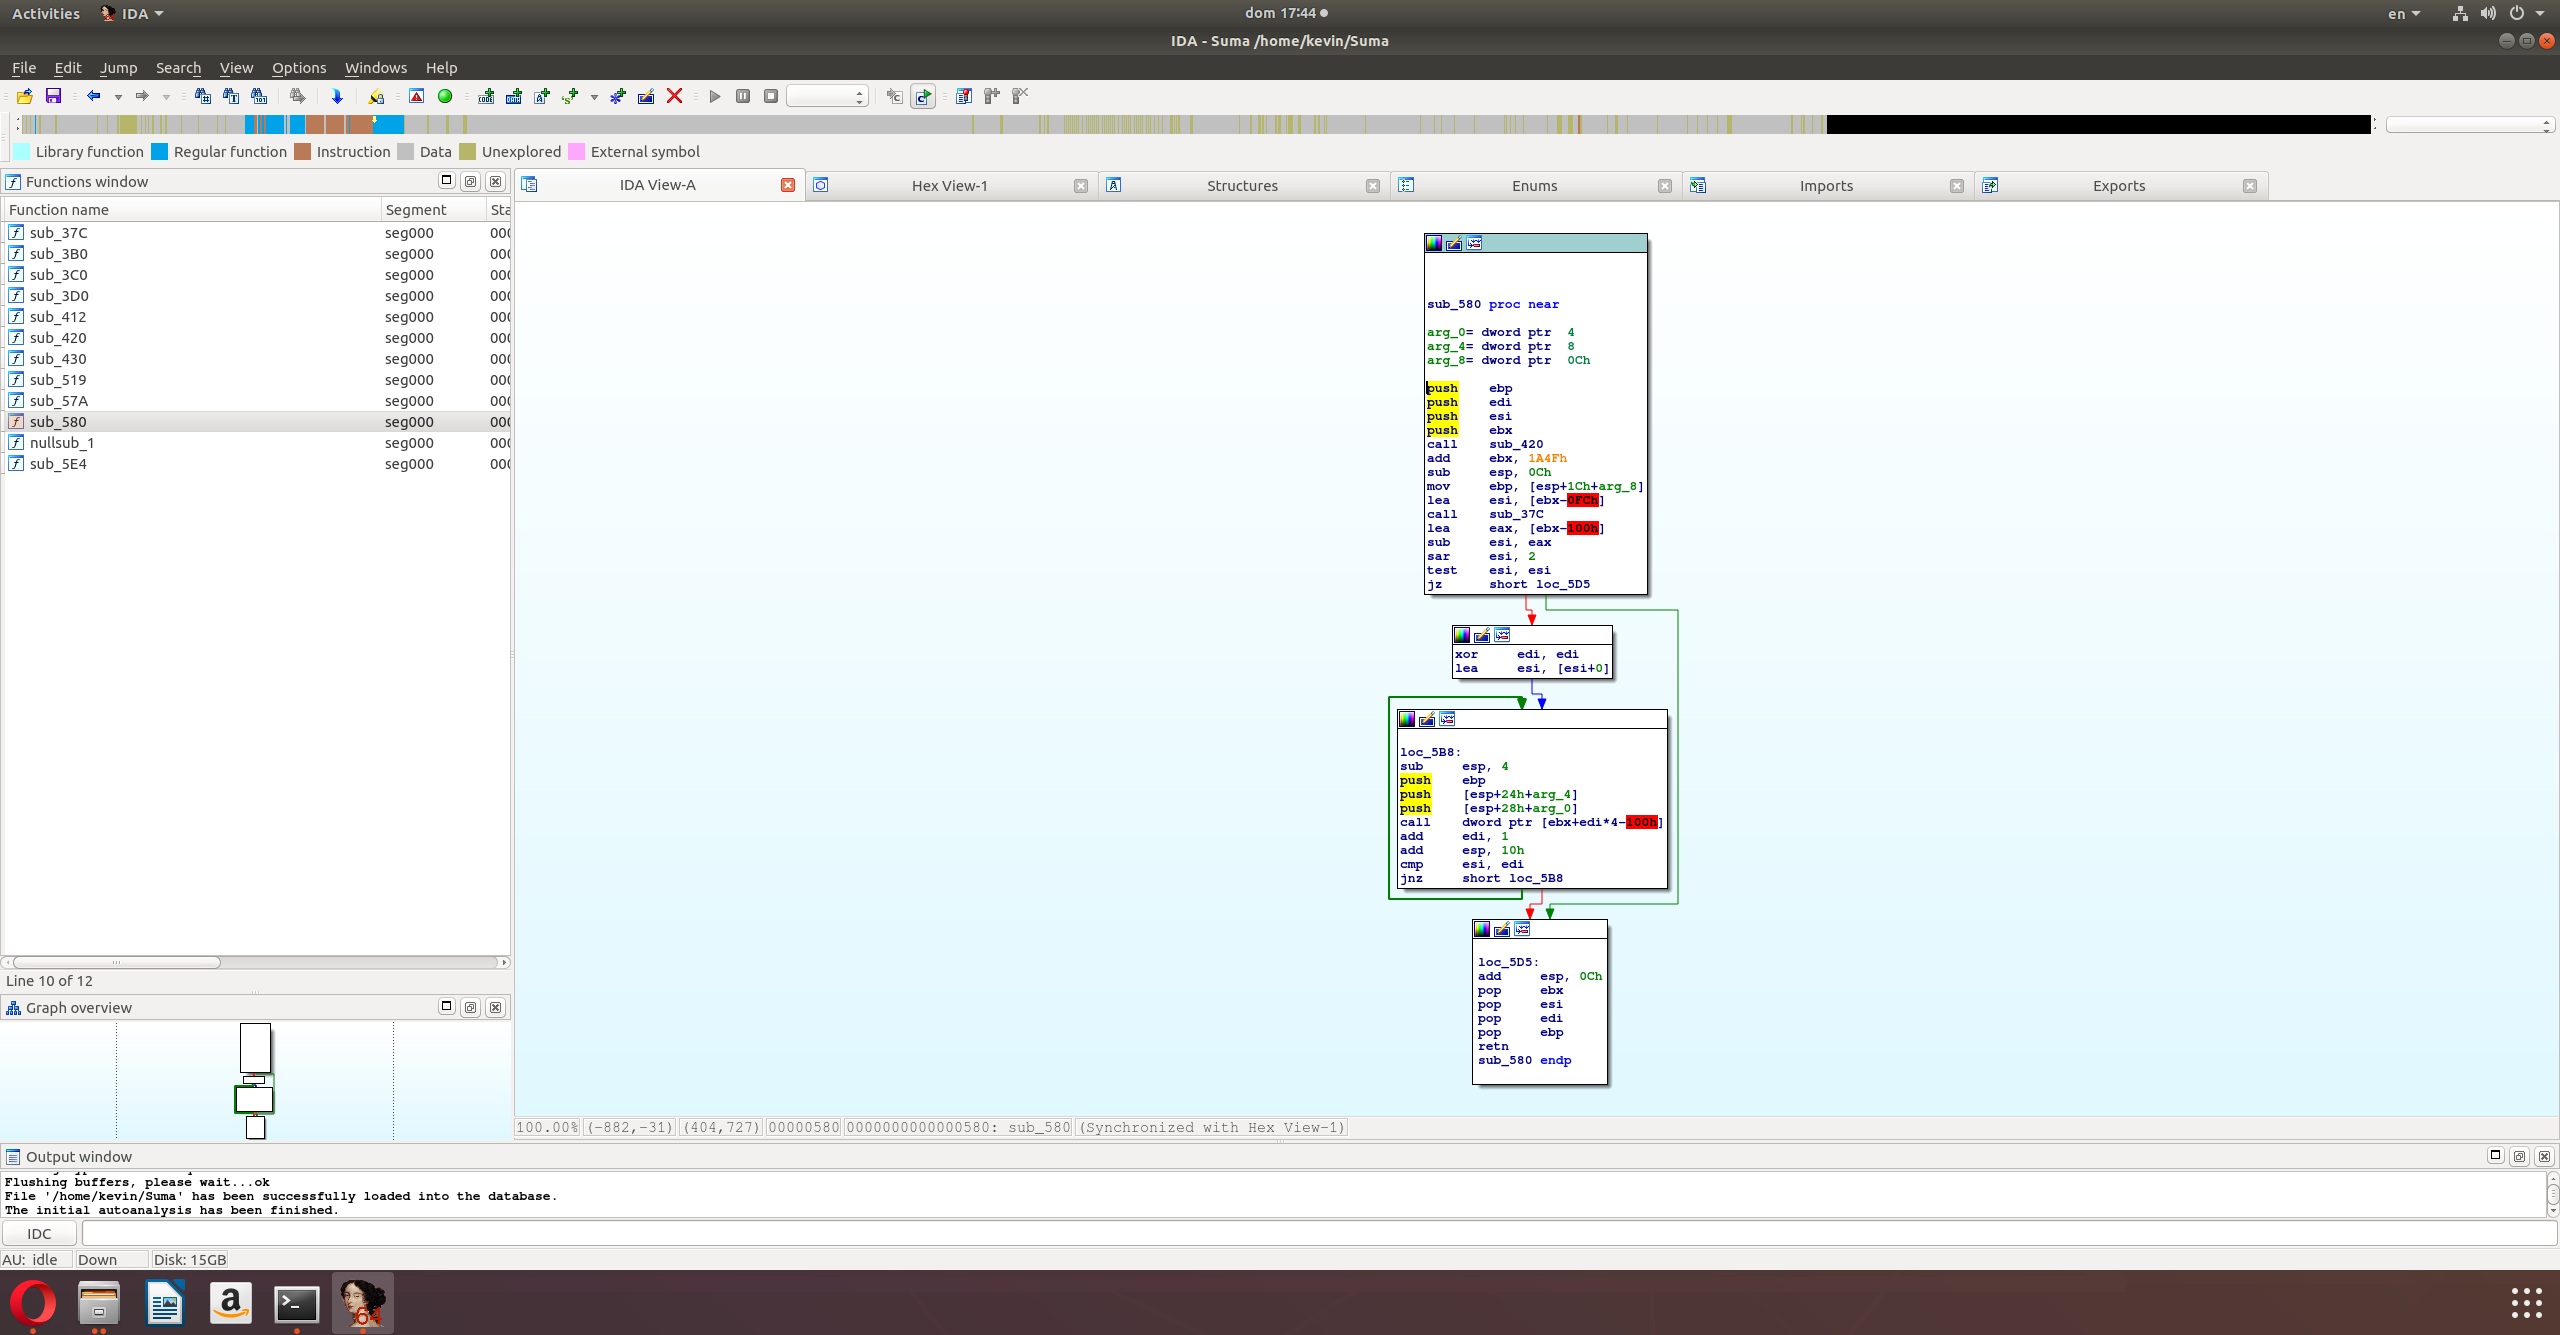 Activities IDA dom 17:44 en
IDA - Suma /home/kevin/Suma
File Edit Jump Search View Options Windows Help
Library function Regular function Instruction Data Unexplored External symbol
Functions window
Function name Segment Sta
sub_37C seg000 000
sub_3B0 seg000 000
sub_3C0 seg000 000
sub_3D0 seg000 000
sub_412 seg000 000
sub_420 seg000 000
sub_430 seg000 000
sub_519 seg000 000
sub_57A seg000 000
sub_580 seg000 000
nullsub_1 seg000 000
sub_5E4 seg000 000
Line 10 of 12
Graph overview
IDA View-A Hex View-1 Structures Enums Imports Exports
sub_580 proc near
arg_0= dword ptr 4
arg_4= dword ptr 8
arg_8= dword ptr 0Ch
push ebp
push edi
push esi
push ebx
call sub_420
add ebx, 1A4Fh
sub esp, 0Ch
mov ebp, [esp+1Ch+arg_8]
lea esi, [ebx-0FCh]
call sub_37C
lea eax, [ebx-100h]
sub esi, eax
sar esi, 2
test esi, esi
jz short loc_5D5
xor edi, edi
lea esi, [esi+0]
loc_5B8:
sub esp, 4
push ebp
push [esp+24h+arg_4]
push [esp+28h+arg_0]
call dword ptr [ebx+edi*4-100h]
add edi, 1
add esp, 10h
cmp esi, edi
jnz short loc_5B8
loc_5D5:
add esp, 0Ch
pop ebx
pop esi
pop edi
pop ebp
retn
sub_580 endp
100.00% (-882,-31) (404,727) 00000580 0000000000000580: sub_580 (Synchronized with Hex View-1)
Output window
Flushing buffers, please wait...ok
File '/home/kevin/Suma' has been successfully loaded into the database.
The initial autoanalysis has been finished.
IDC
AU: idle Down Disk: 15GB
a
64